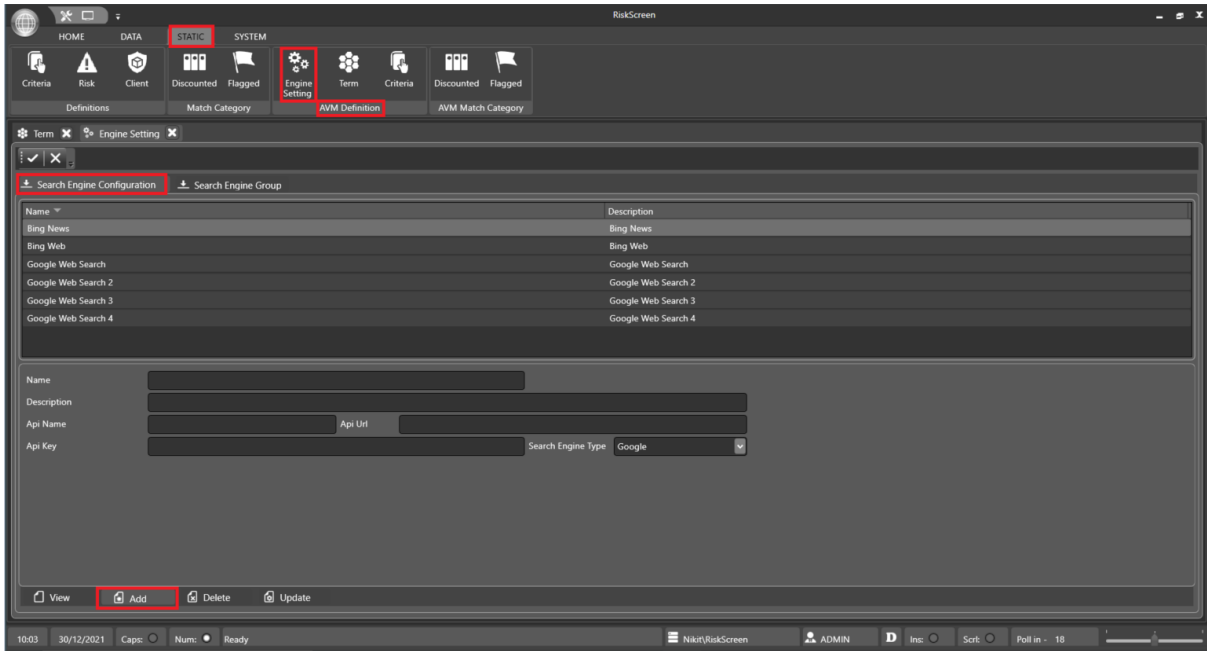 RiskScreen
HOME DATA STATIC SYSTEM
Criteria Risk Client Discounted Flagged Engine Setting Term Criteria Discounted Flagged
Definitions Match Category AVM Definition AVM Match Category
Term Engine Setting
Search Engine Configuration Search Engine Group
Name Description
Bing News Bing News
Bing Web Bing Web
Google Web Search Google Web Search
Google Web Search 2 Google Web Search 2
Google Web Search 3 Google Web Search 3
Google Web Search 4 Google Web Search 4
Name
Description
Api Name Api Url
Api Key Search Engine Type Google
View Add Delete Update
10:03 30/12/2021 Caps: Num: Ready Nikit\RiskScreen ADMIN D Ins: Scrl: Poll in - 18